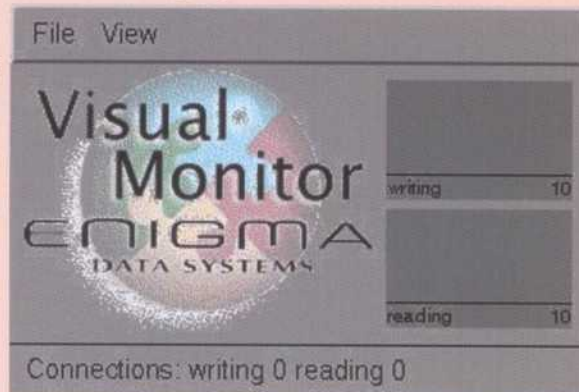 File View
Visual
Monitor
ENIGMA
DATA SYSTEMS
writing 10
reading 10
Connections: writing 0 reading 0